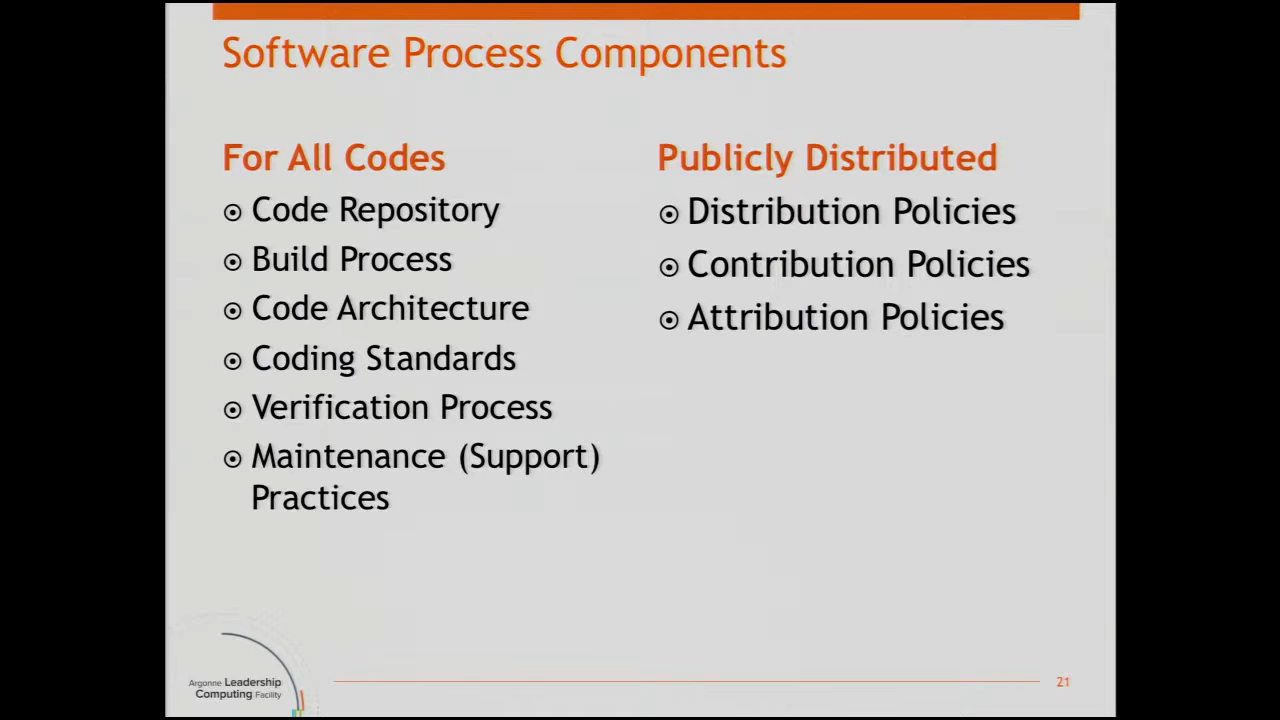 Software Process Components
For All Codes
Code Repository
Build Process
Code Architecture
Coding Standards
Verification Process
Maintenance (Support)
Practices
Publicly Distributed
Distribution Policies
Contribution Policies
Attribution Policies
Argonne Leadership
Computing Facility
21